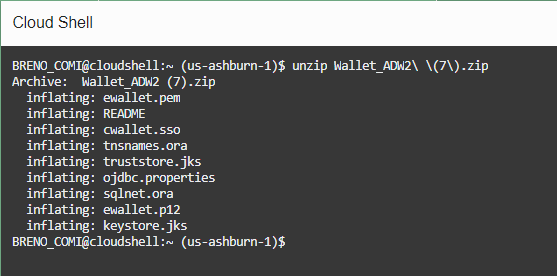 Cloud Shell
BRENO_COMI@cloudshell:~ (us-ashburn-1)$ unzip Wallet_ADW2\ \(7\).zip
Archive:  Wallet_ADW2 (7).zip
  inflating: ewallet.pem
  inflating: README
  inflating: cwallet.sso
  inflating: tnsnames.ora
  inflating: truststore.jks
  inflating: ojdbc.properties
  inflating: sqlnet.ora
  inflating: ewallet.p12
  inflating: keystore.jks
BRENO_COMI@cloudshell:~ (us-ashburn-1)$